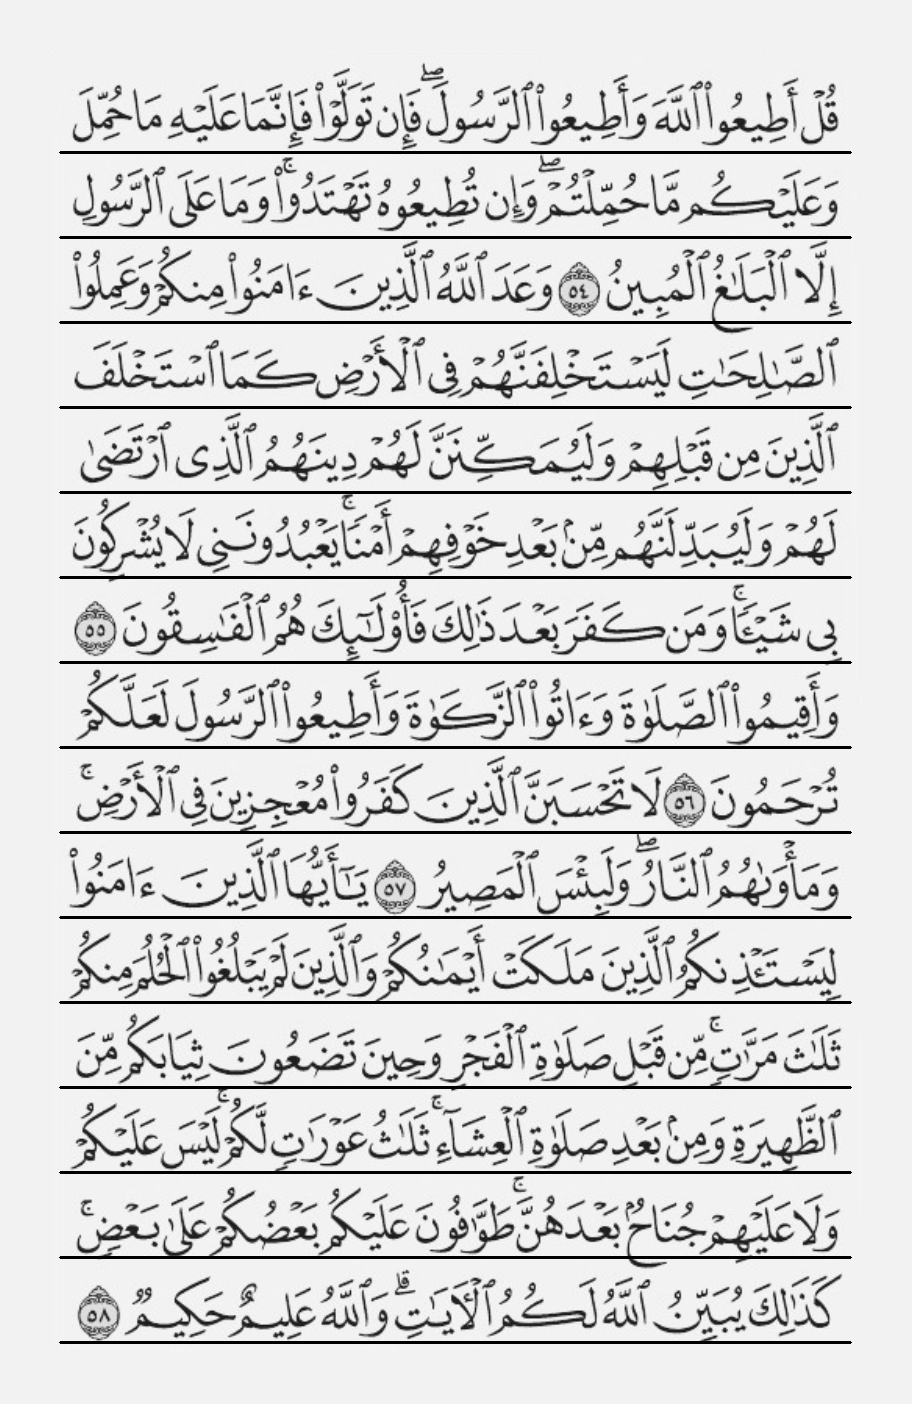 قُلْ أَطِيعُوا۟ ٱللَّهَ وَأَطِيعُوا۟ ٱلرَّسُولَ ۖ فَإِن تَوَلَّوْا۟ فَإِنَّمَا عَلَيْهِ مَا حُمِّلَ
وَعَلَيْكُم مَّا حُمِّلْتُمْ ۖ وَإِن تُطِيعُوهُ تَهْتَدُوا۟ ۚ وَمَا عَلَى ٱلرَّسُولِ
إِلَّا ٱلْبَلَٰغُ ٱلْمُبِينُ ٥٤ وَعَدَ ٱللَّهُ ٱلَّذِينَ ءَامَنُوا۟ مِنكُمْ وَعَمِلُوا۟
ٱلصَّٰلِحَٰتِ لَيَسْتَخْلِفَنَّهُمْ فِى ٱلْأَرْضِ كَمَا ٱسْتَخْلَفَ
ٱلَّذِينَ مِن قَبْلِهِمْ وَلَيُمَكِّنَنَّ لَهُمْ دِينَهُمُ ٱلَّذِى ٱرْتَضَىٰ
لَهُمْ وَلَيُبَدِّلَنَّهُم مِّنۢ بَعْدِ خَوْفِهِمْ أَمْنًا ۚ يَعْبُدُونَنِى لَا يُشْرِكُونَ
بِى شَيْـًٔا ۚ وَمَن كَفَرَ بَعْدَ ذَٰلِكَ فَأُو۟لَٰٓئِكَ هُمُ ٱلْفَٰسِقُونَ ٥٥
وَأَقِيمُوا۟ ٱلصَّلَوٰةَ وَءَاتُوا۟ ٱلزَّكَوٰةَ وَأَطِيعُوا۟ ٱلرَّسُولَ لَعَلَّكُمْ
تُرْحَمُونَ ٥٦ لَا تَحْسَبَنَّ ٱلَّذِينَ كَفَرُوا۟ مُعْجِزِينَ فِى ٱلْأَرْضِ ۚ
وَمَأْوَىٰهُمُ ٱلنَّارُ ۖ وَلَبِئْسَ ٱلْمَصِيرُ ٥٧ يَٰٓأَيُّهَا ٱلَّذِينَ ءَامَنُوا۟
لِيَسْتَـْٔذِنكُمُ ٱلَّذِينَ مَلَكَتْ أَيْمَٰنُكُمْ وَٱلَّذِينَ لَمْ يَبْلُغُوا۟ ٱلْحُلُمَ مِنكُمْ
ثَلَٰثَ مَرَّٰتٍ ۚ مِّن قَبْلِ صَلَوٰةِ ٱلْفَجْرِ وَحِينَ تَضَعُونَ ثِيَابَكُم مِّنَ
ٱلظَّهِيرَةِ وَمِنۢ بَعْدِ صَلَوٰةِ ٱلْعِشَآءِ ۚ ثَلَٰثُ عَوْرَٰتٍ لَّكُمْ ۚ لَيْسَ عَلَيْكُمْ
وَلَا عَلَيْهِمْ جُنَاحٌۢ بَعْدَهُنَّ ۚ طَوَّٰفُونَ عَلَيْكُم بَعْضُكُمْ عَلَىٰ بَعْضٍ ۚ
كَذَٰلِكَ يُبَيِّنُ ٱللَّهُ لَكُمُ ٱلْءَايَٰتِ ۗ وَٱللَّهُ عَلِيمٌ حَكِيمٌ ٥٨